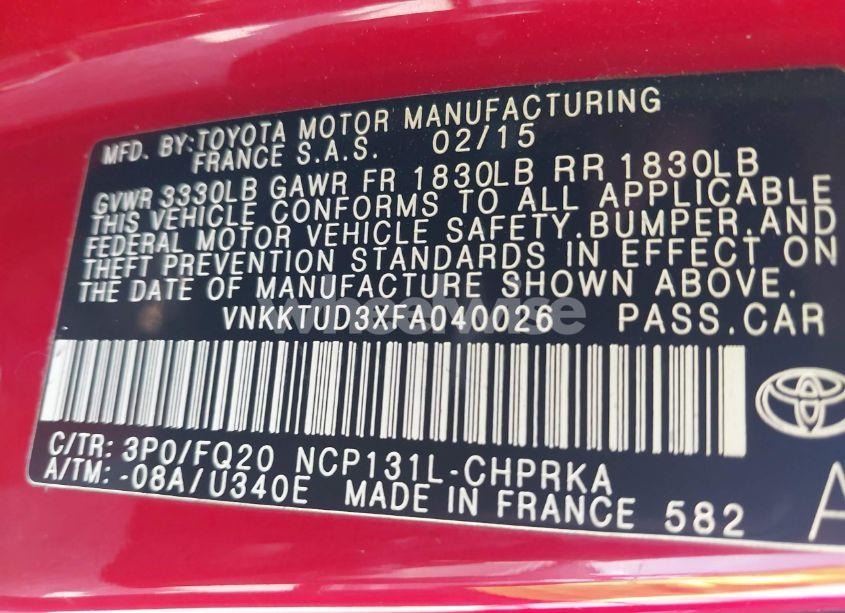 MFD. BY:TOYOTA MOTOR MANUFACTURING
FRANCE S.A.S. 02/15
GVWR 3330LB GAWR FR 1830LB RR 1830LB
THIS VEHICLE CONFORMS TO ALL APPLICABLE
FEDERAL MOTOR VEHICLE SAFETY,BUMPER,AND
THEFT PREVENTION STANDARDS IN EFFECT ON
THE DATE OF MANUFACTURE SHOWN ABOVE.
VNKKTUD3XFA040026 PASS.CAR
wheelwise
C/TR: 3P0/FQ20 NCP131L-CHPRKA
A/TM: -08A/U340E MADE IN FRANCE 582
A